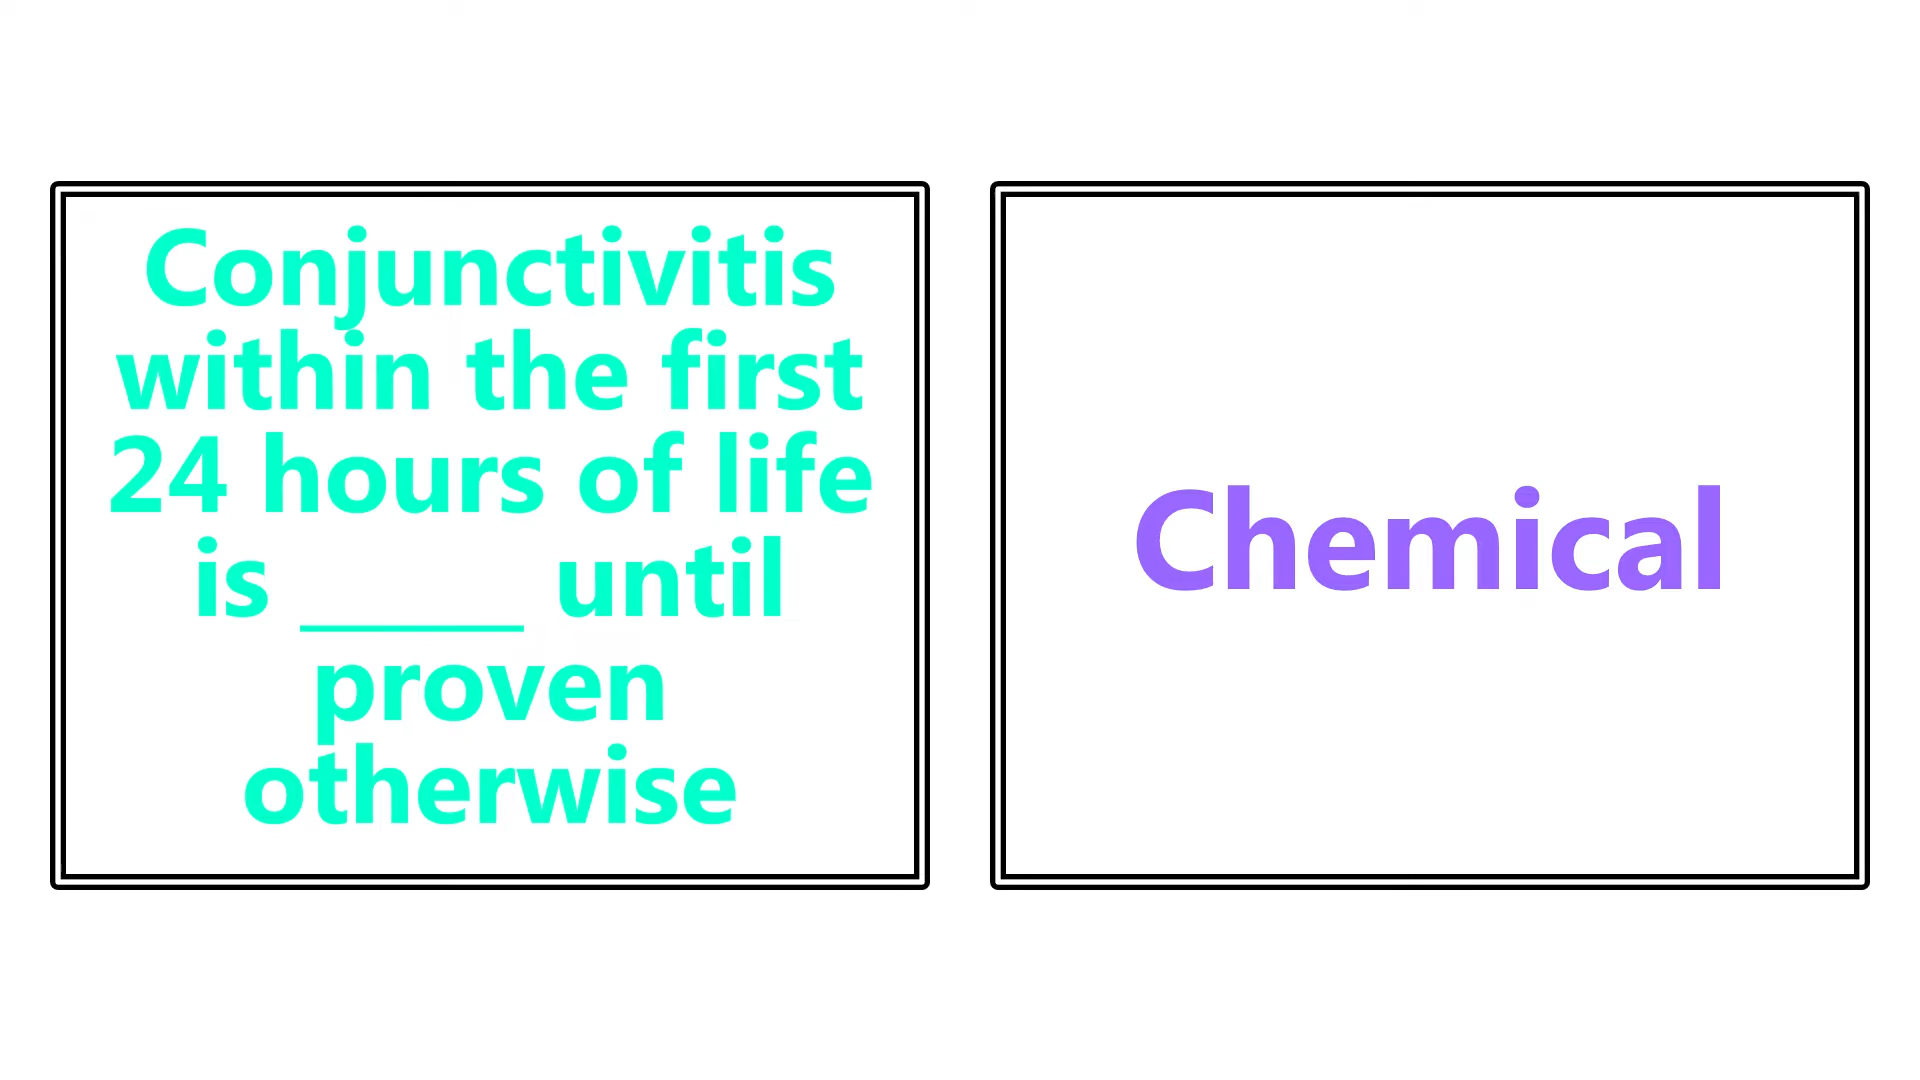 Conjunctivitis
within the first
24 hours of life
is ______ until
proven
otherwise
Chemical